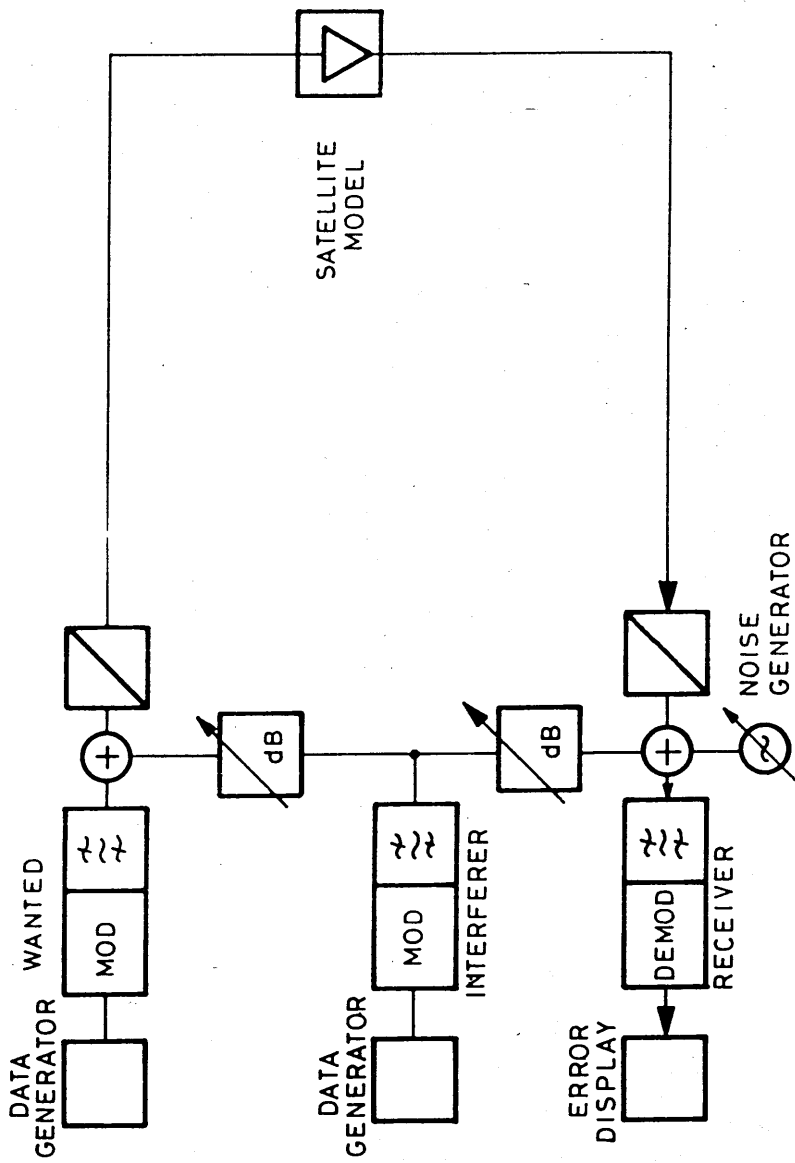 DATA
GENERATOR
WANTED
MOD
dB
SATELLITE
MODEL
DATA
GENERATOR
MOD
INTERFERER
dB
ERROR
DISPLAY
DEMOD
RECEIVER
NOISE
GENERATOR